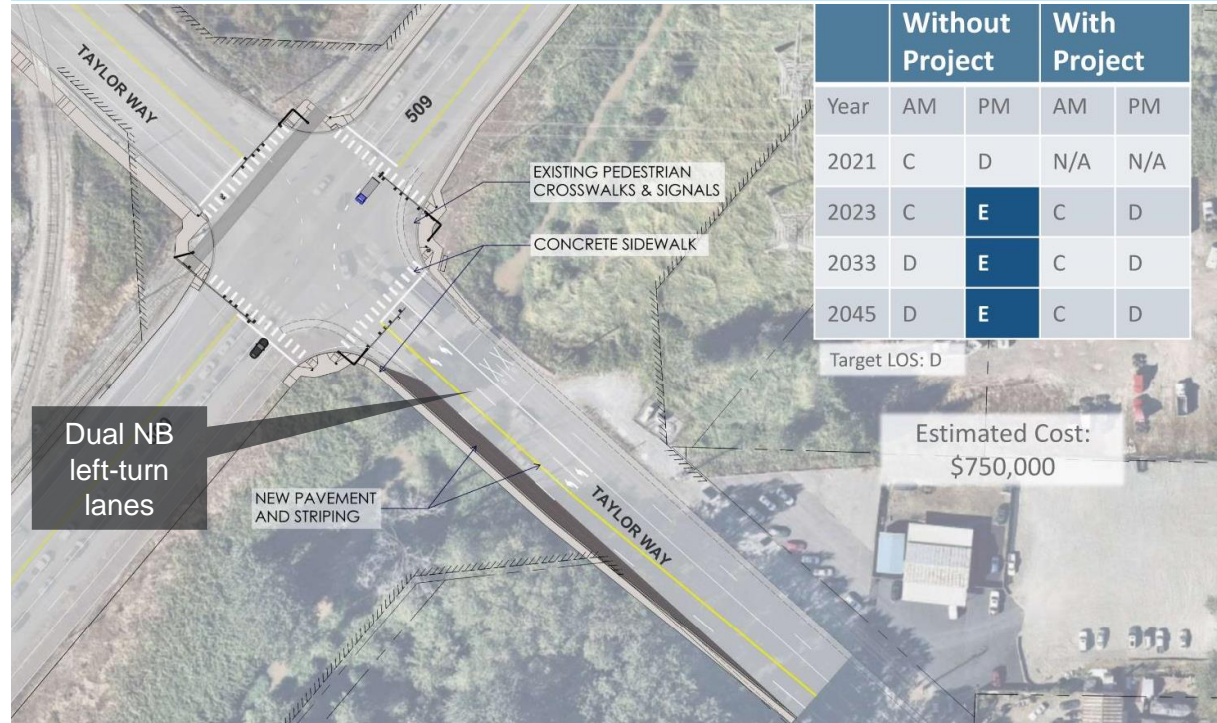 TAYLOR WAY
509
EXISTING PEDESTRIAN
CROSSWALKS & SIGNALS
CONCRETE SIDEWALK
Dual NB
left-turn
lanes
NEW PAVEMENT
AND STRIPING
TAYLOR WAY
Without Project With Project
Year AM PM AM PM
2021 C D N/A N/A
2023 C E C D
2033 D E C D
2045 D E C D
Target LOS: D
Estimated Cost:
$750,000